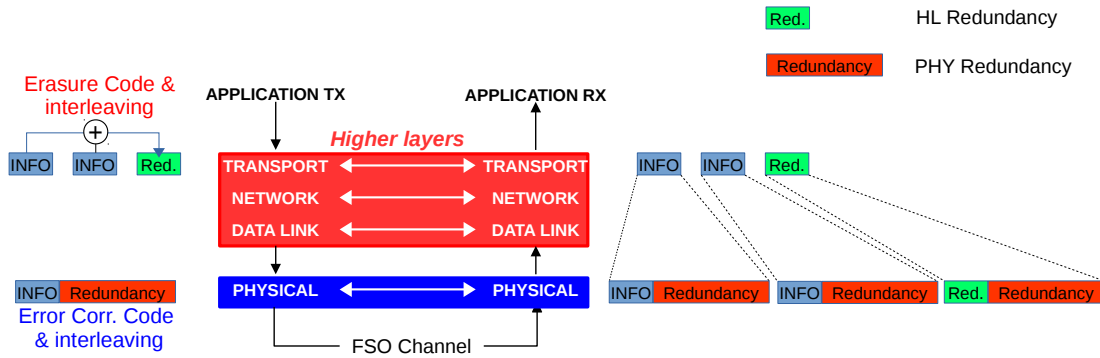 Red. HL Redundancy
Redundancy PHY Redundancy
Erasure Code &
interleaving
APPLICATION TX APPLICATION RX
+
Higher layers
INFO INFO Red.
TRANSPORT TRANSPORT
INFO INFO Red.
NETWORK NETWORK
DATA LINK DATA LINK
INFO Redundancy
PHYSICAL PHYSICAL
INFO Redundancy INFO Redundancy Red. Redundancy
Error Corr. Code
& interleaving
FSO Channel